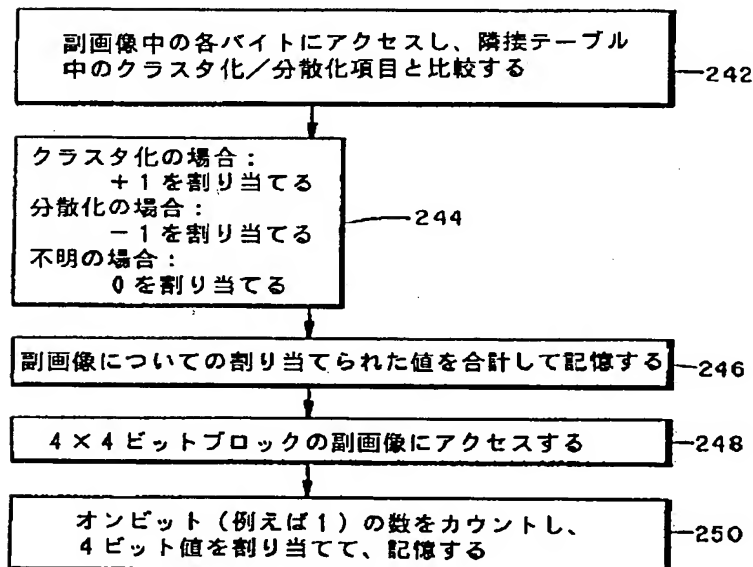 副画像中の各バイトにアクセスし、隣接テーブル
中のクラスタ化／分散化項目と比較する
242
クラスタ化の場合：
＋１を割り当てる
分散化の場合：
－１を割り当てる
不明の場合：
０を割り当てる
244
副画像についての割り当てられた値を合計して記憶する
246
４×４ビットブロックの副画像にアクセスする
248
オンビット（例えば１）の数をカウントし、
４ビット値を割り当てて、記憶する
250